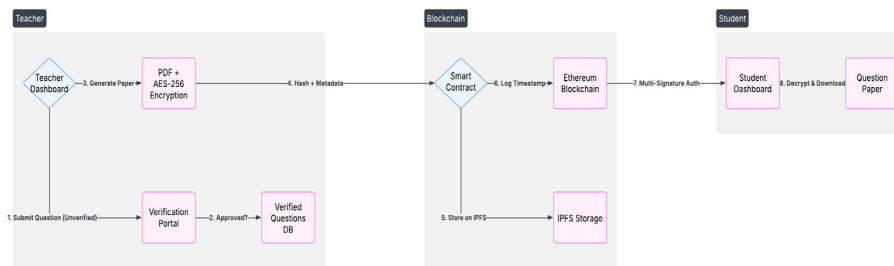 Teacher
Blockchain
Student
Teacher
Dashboard
3. Generate Paper
PDF +
AES-256
Encryption
4. Hash + Metadata
Smart
Contract
6. Log Timestamp
Ethereum
Blockchain
7. Multi-Signature Auth
Student
Dashboard
8. Decrypt & Download
Question
Paper
1. Submit Question (Unverified)
Verification
Portal
2. Approved?
Verified
Questions
DB
5. Store on IPFS
IPFS Storage